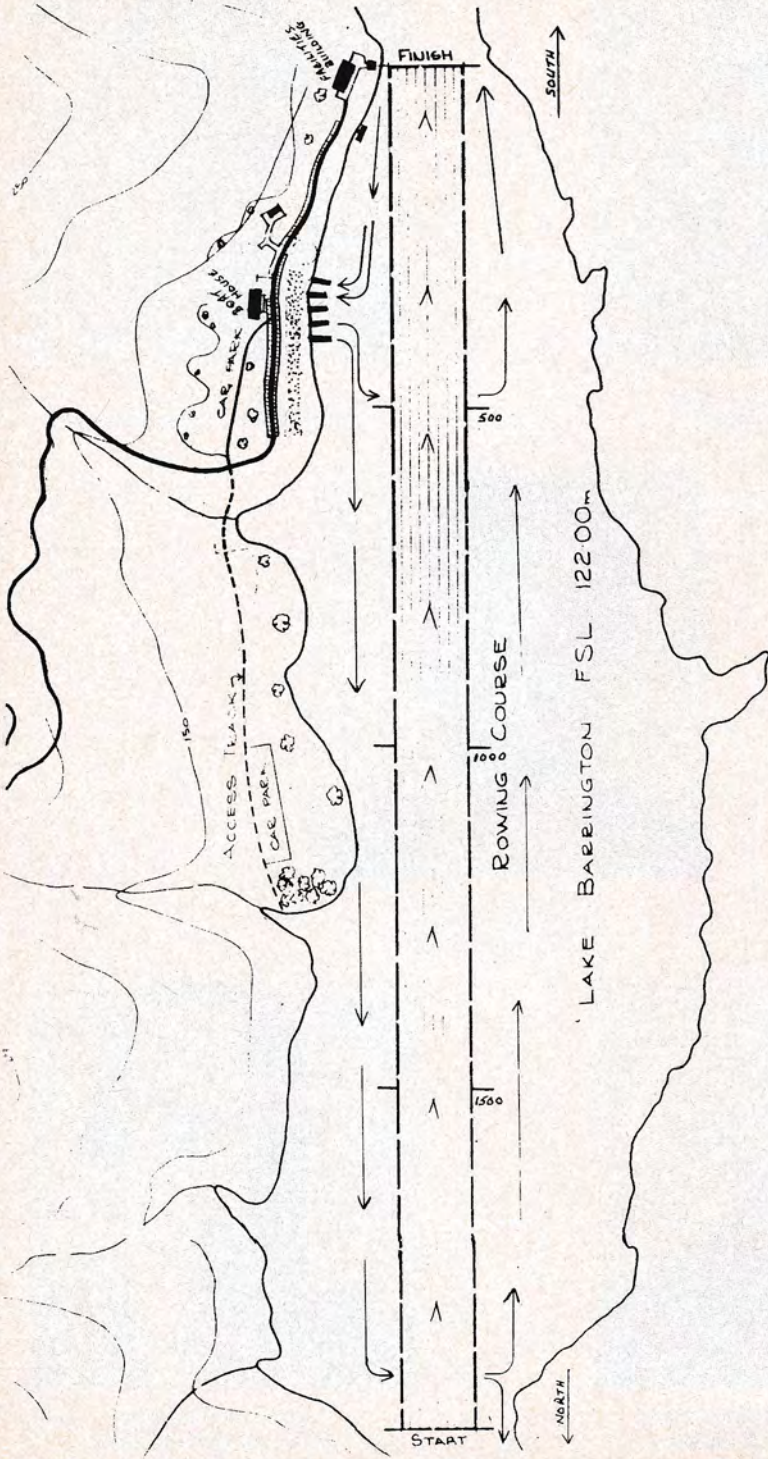 FACILITIES
BUILDING
FINISH
SOUTH
250
BOAT
HOUSE
CAR PARK
500
ACCESS TRACK
150
CAR PARK
1000
ROWING COURSE
LAKE BARRINGTON FSL 122.00m
1500
NORTH
START